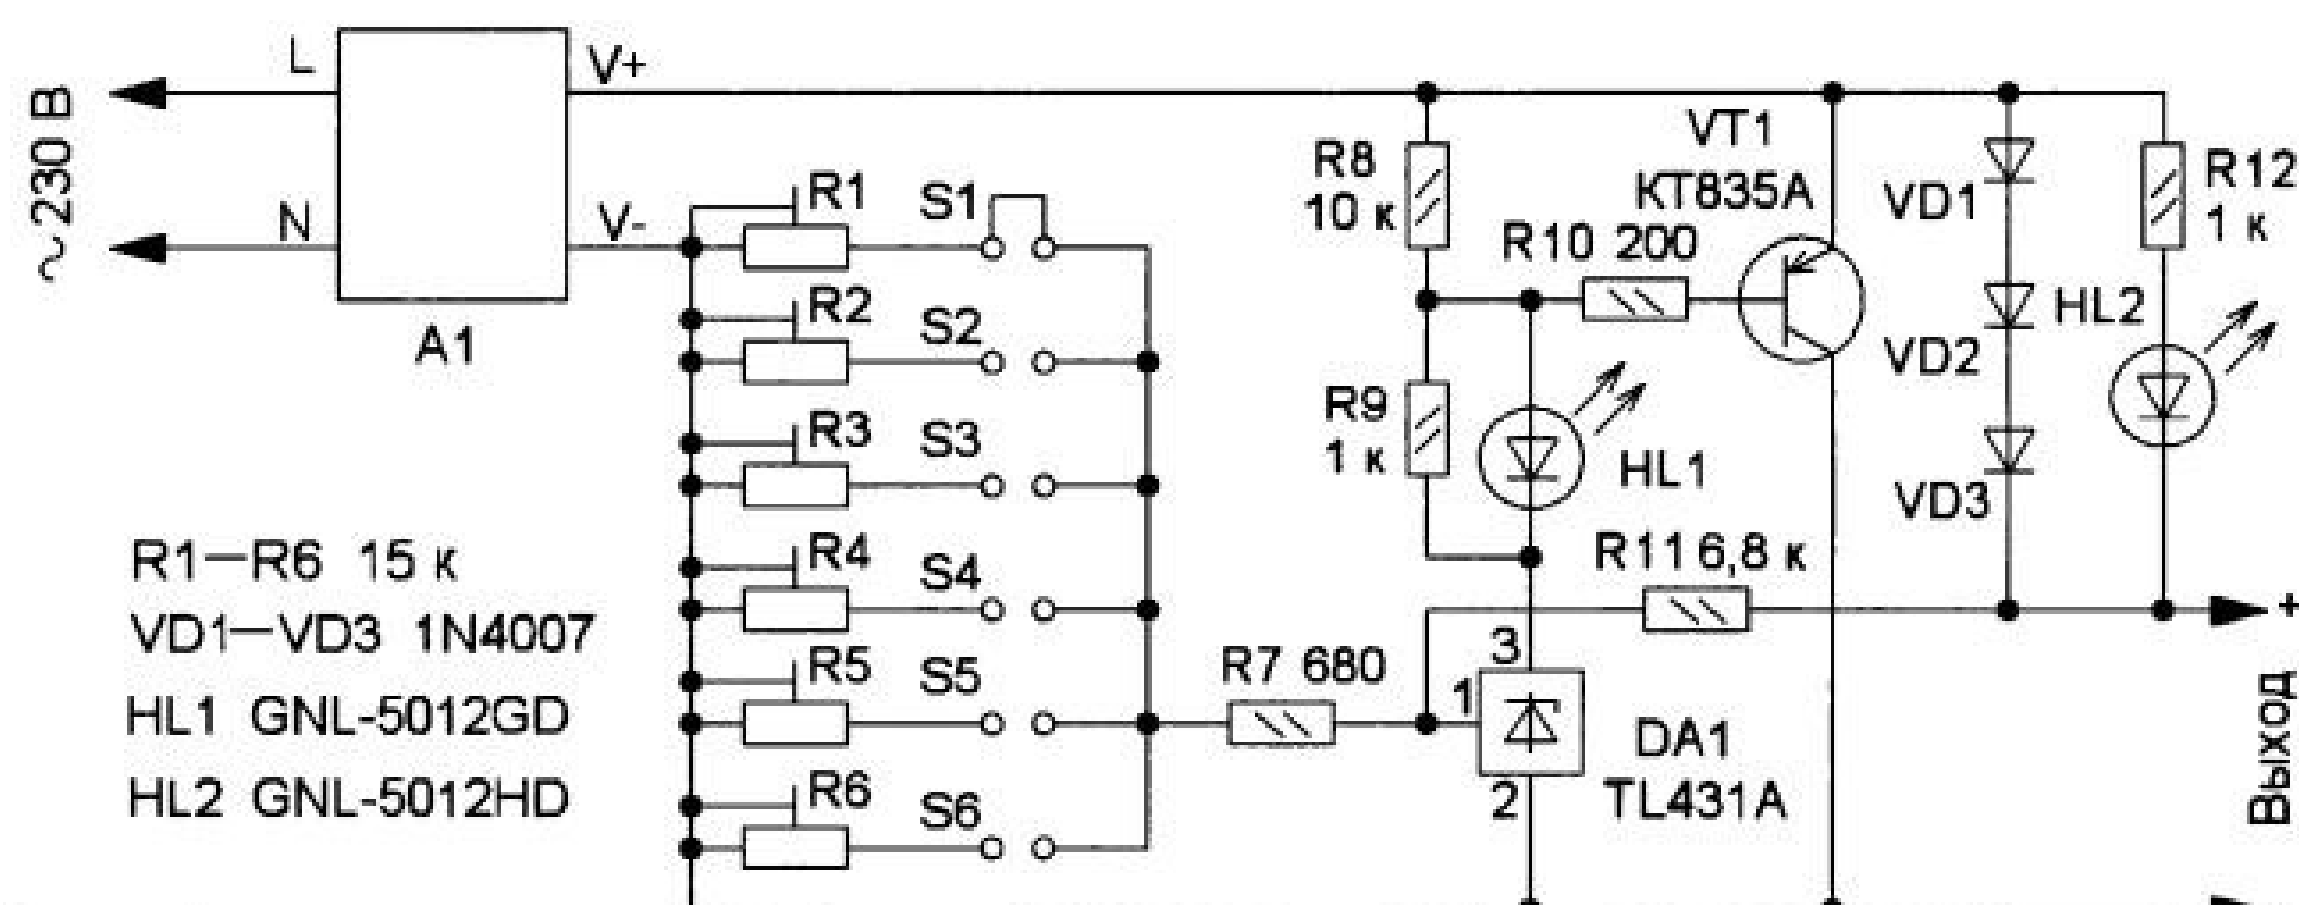 ~230 В
L
N
A1
V+
V-
R1
S1
R2
S2
R3
S3
R4
S4
R5
S5
R6
S6
R1—R6 15 к
VD1—VD3 1N4007
HL1 GNL-5012GD
HL2 GNL-5012HD
R7 680
R8
10 к
R9
1 к
R10 200
VT1
КТ835А
HL1
R11 6,8 к
3
1
2
DA1
TL431A
VD1
VD2
VD3
HL2
R12
1 к
+
Выход